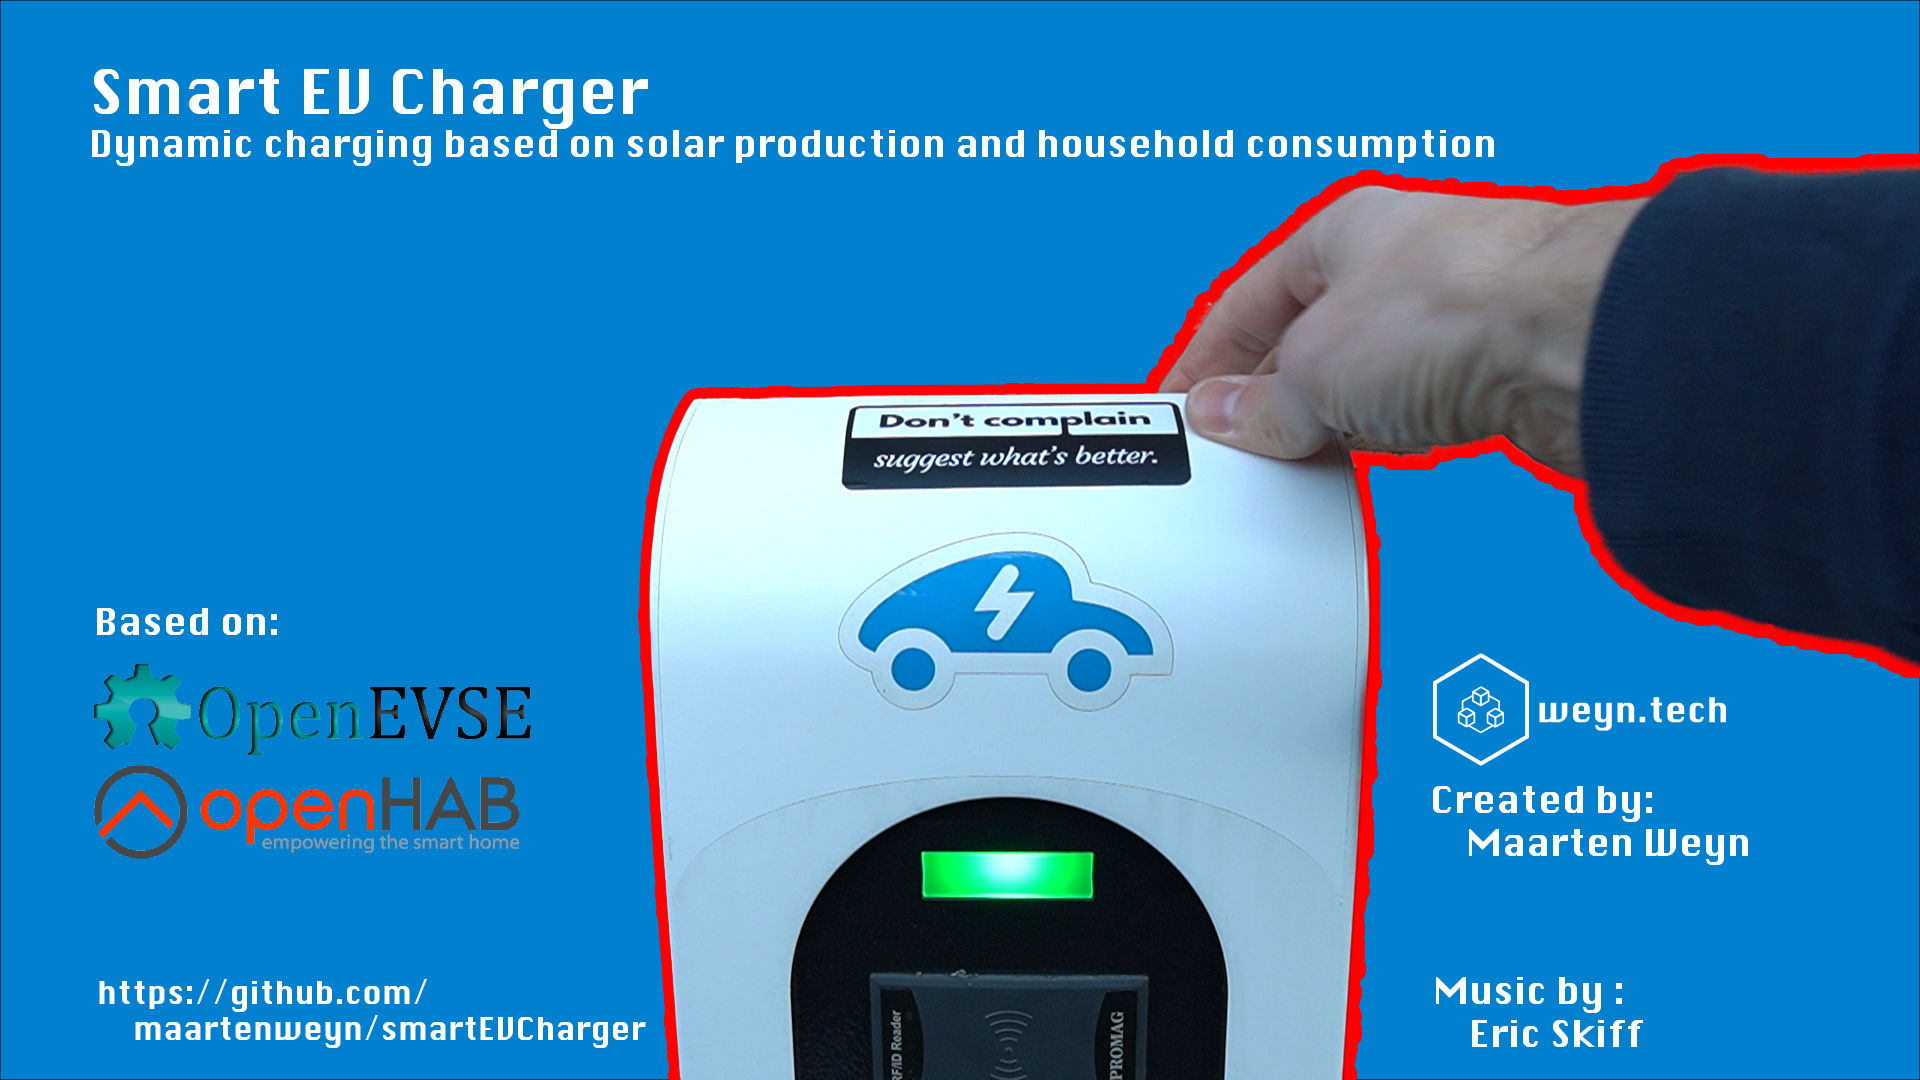 Smart EV Charger
Dynamic charging based on solar production and household consumption
Don't complain
suggest what's better.
Based on:
OpenEVSE
openHAB
empowering the smart home
weyn.tech
Created by:
Maarten Weyn
https://github.com/
maartenweyn/smartEVCharger
RF/ID Reader
PROMAG
Music by :
Eric Skiff